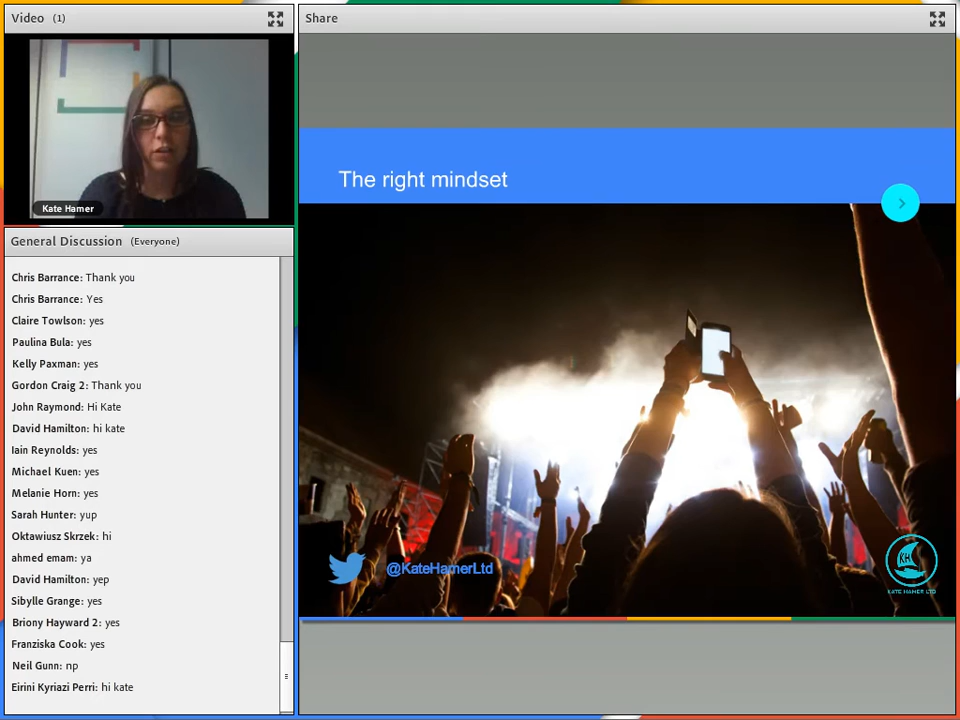 Video (1)
Kate Hamer
General Discussion (Everyone)
Chris Barrance: Thank you
Chris Barrance: Yes
Claire Towlson: yes
Paulina Bula: yes
Kelly Paxman: yes
Gordon Craig 2: Thank you
John Raymond: Hi Kate
David Hamilton: hi kate
Iain Reynolds: yes
Michael Kuen: yes
Melanie Horn: yes
Sarah Hunter: yup
Oktawiusz Skrzek: hi
ahmed emam: ya
David Hamilton: yep
Sibylle Grange: yes
Briony Hayward 2: yes
Franziska Cook: yes
Neil Gunn: np
Eirini Kyriazi Perri: hi kate
Share
The right mindset
@KateHamerLtd
KH
KATE HAMER LTD